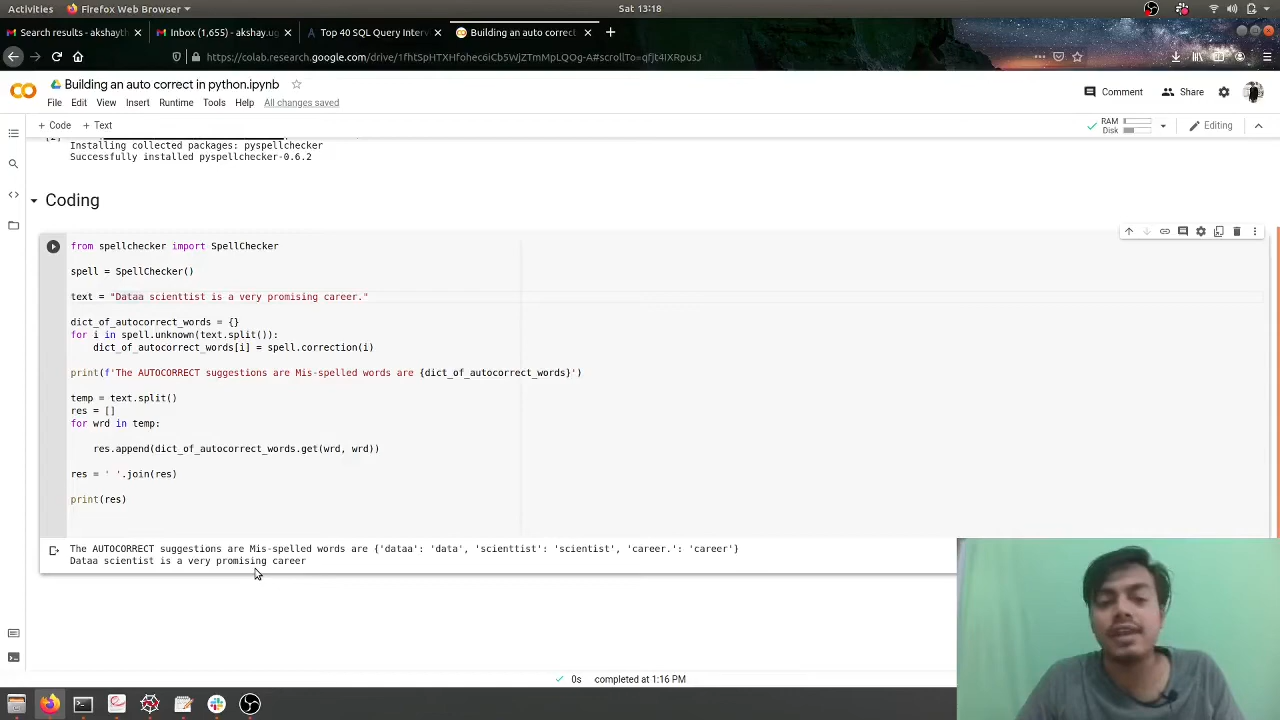 Activities
Firefox Web Browser
Sat 13:18
Search results - akshayth
Inbox (1,655) - akshay.ug
Top 40 SQL Query Interv
Building an auto correct
https://colab.research.google.com/drive/
Building an auto correct in python.ipynb
File Edit View Insert Runtime Tools Help All changes saved
Comment
Share
+ Code + Text
RAM
Disk
Editing
Installing collected packages: pyspellchecker
Successfully installed pyspellchecker-0.6.2
Coding
from spellchecker import SpellChecker
spell = SpellChecker()
text = "Dataa scienttist is a very promising career."
dict_of_autocorrect_words = {}
for i in spell.unknown(text.split()):
dict_of_autocorrect_words[i] = spell.correction(i)
print(f'The AUTOCORRECT suggestions are Mis-spelled words are {dict_of_autocorrect_words}')
temp = text.split()
res = []
for wrd in temp:
res.append(dict_of_autocorrect_words.get(wrd, wrd))
res = ' '.join(res)
print(res)
The AUTOCORRECT suggestions are Mis-spelled words are {'dataa': 'data', 'scienttist': 'scientist', 'career.': 'career'}
Dataa scientist is a very promising career
0s completed at 1:16 PM